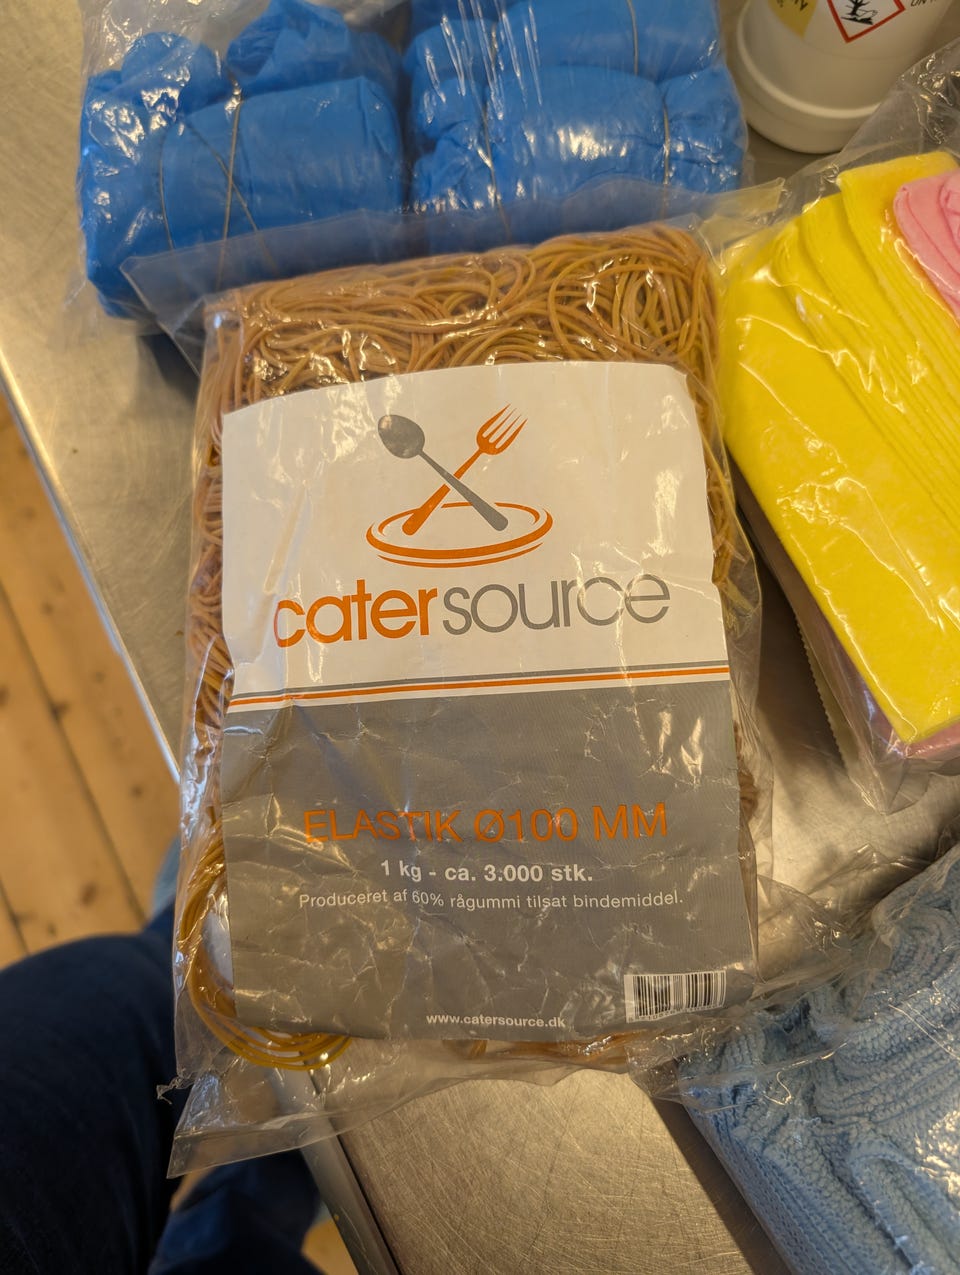 catersource
ELASTIK Ø100 MM
1 kg - ca. 3.000 stk.
Produceret af 60% rågummi tilsat bindemiddel.
www.catersource.dk